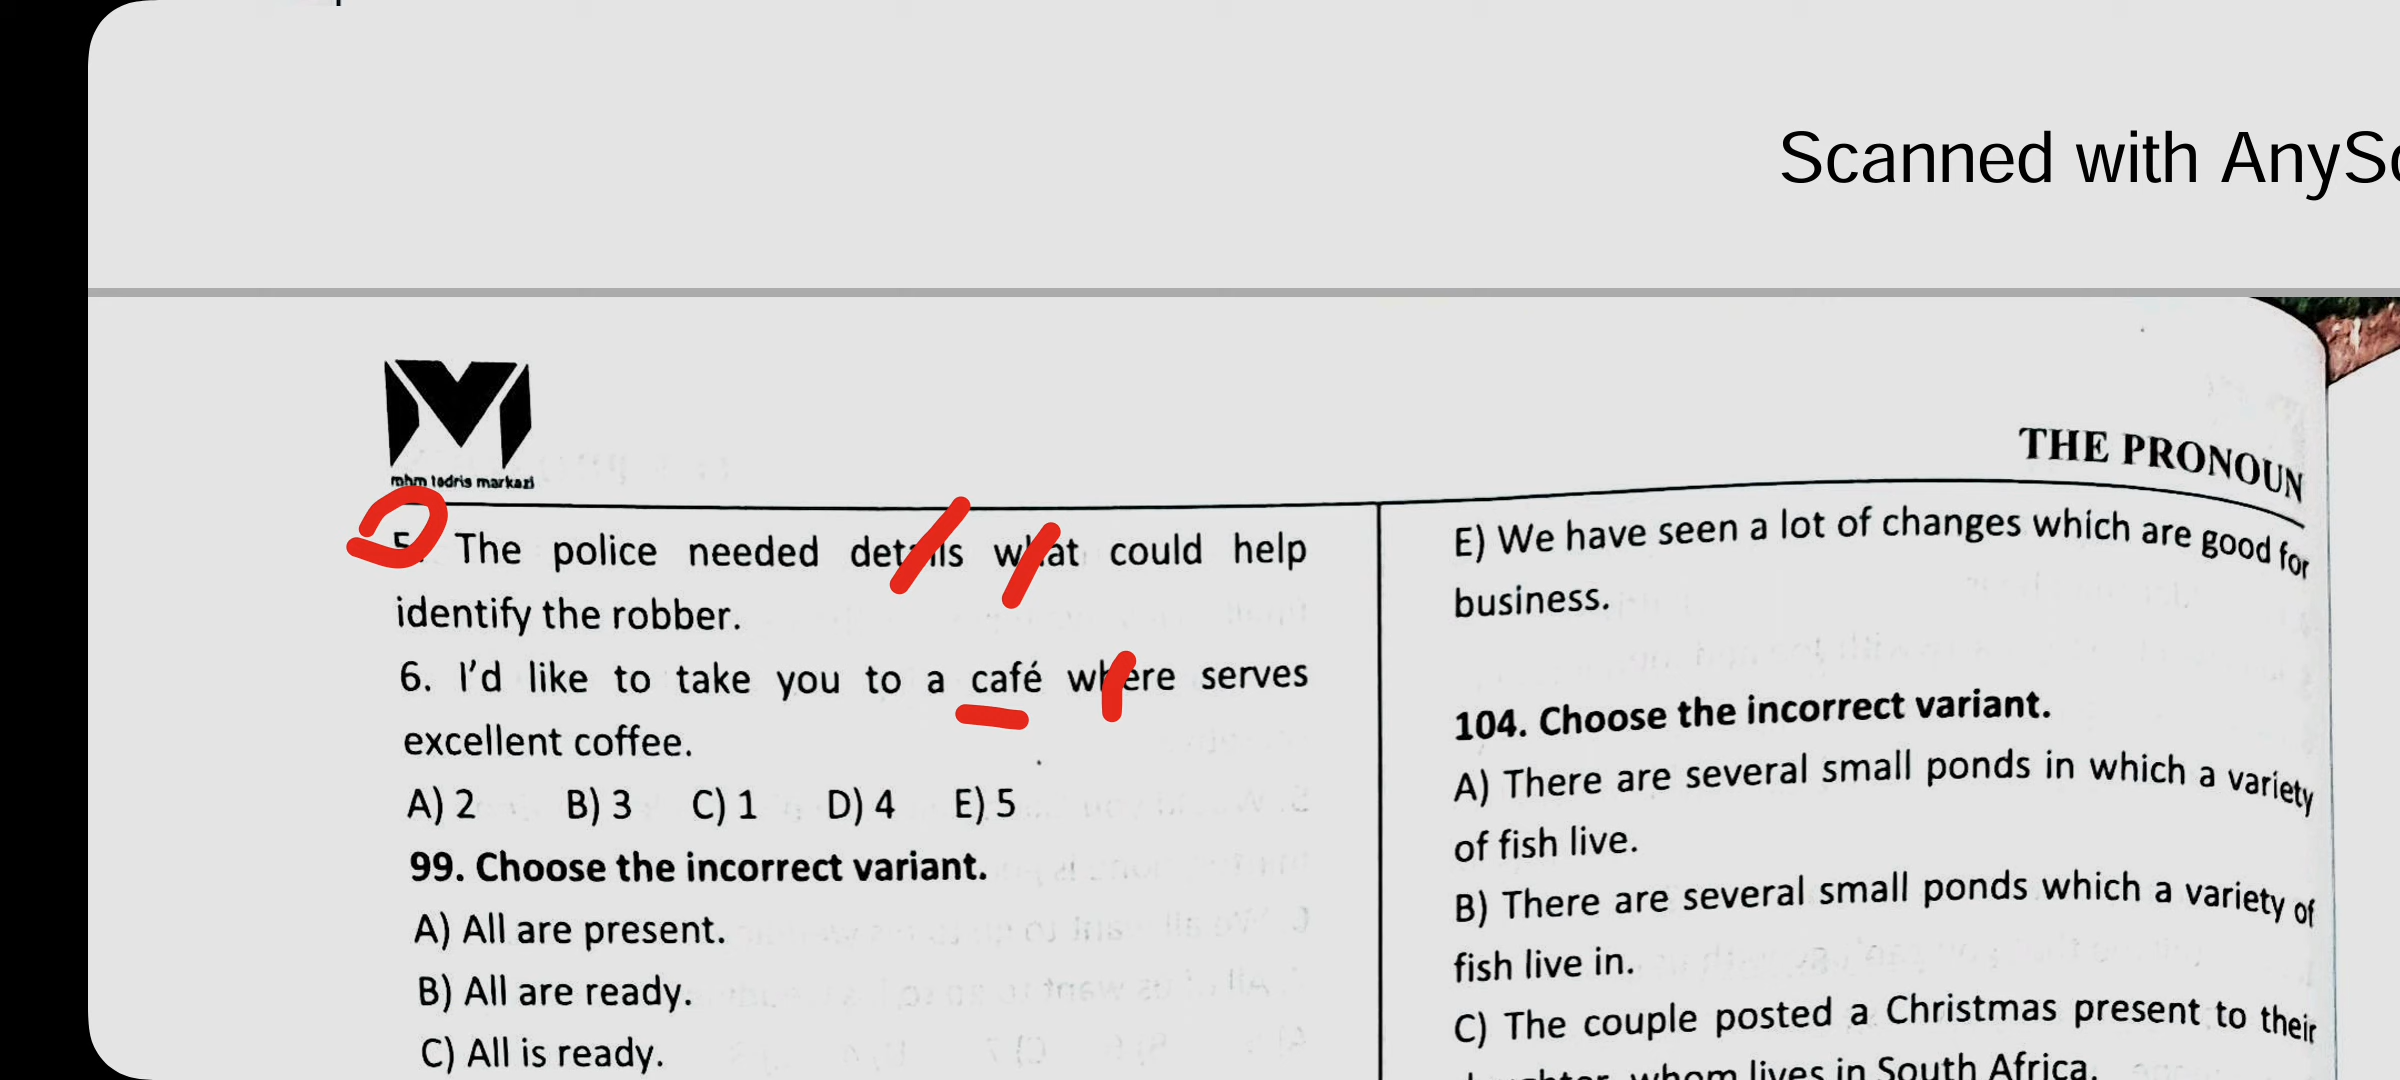 Scanned with
THE PRONOUN
5. The police needed details what could help
identify the robber.
6. I'd like to take you to a café where serves
excellent coffee.
A) 2 B) 3 C) 1 D) 4 E) 5
99. Choose the incorrect variant.
A) All are present.
B) All are ready.
C) All is ready.
E) We have seen a lot of changes which are good for
business.
104. Choose the incorrect variant.
A) There are several small ponds in which a variety
of fish live.
B) There are several small ponds which a variety of
fish live in.
C) The couple posted a Christmas present to their
whom lives in South Africa.